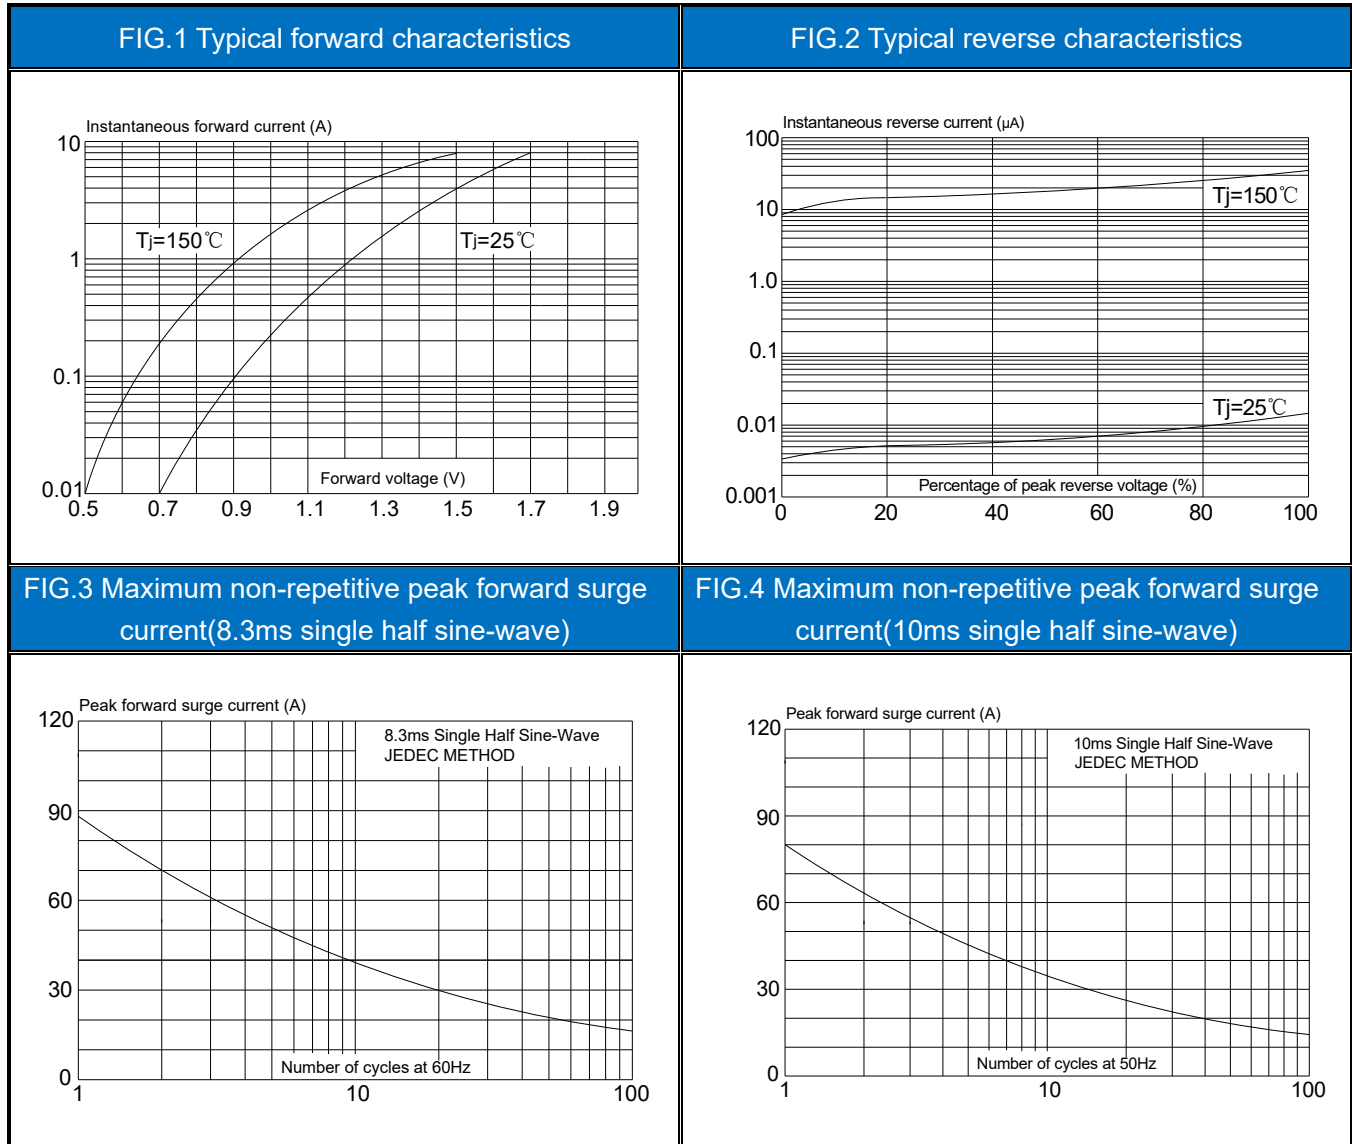 FIG.1 Typical forward characteristics
FIG.2 Typical reverse characteristics
Instantaneous forward current (A)
10
1
0.1
0.01
Tj=150℃
Tj=25℃
Forward voltage (V)
0.5 0.7 0.9 1.1 1.3 1.5 1.7 1.9
Instantaneous reverse current (μA)
100
10
1.0
0.1
0.01
0.001
Tj=150℃
Tj=25℃
Percentage of peak reverse voltage (%)
0 20 40 60 80 100
FIG.3 Maximum non-repetitive peak forward surge
current(8.3ms single half sine-wave)
FIG.4 Maximum non-repetitive peak forward surge
current(10ms single half sine-wave)
Peak forward surge current (A)
120
90
60
30
0
8.3ms Single Half Sine-Wave
JEDEC METHOD
Number of cycles at 60Hz
1 10 100
Peak forward surge current (A)
120
90
60
30
0
10ms Single Half Sine-Wave
JEDEC METHOD
Number of cycles at 50Hz
1 10 100